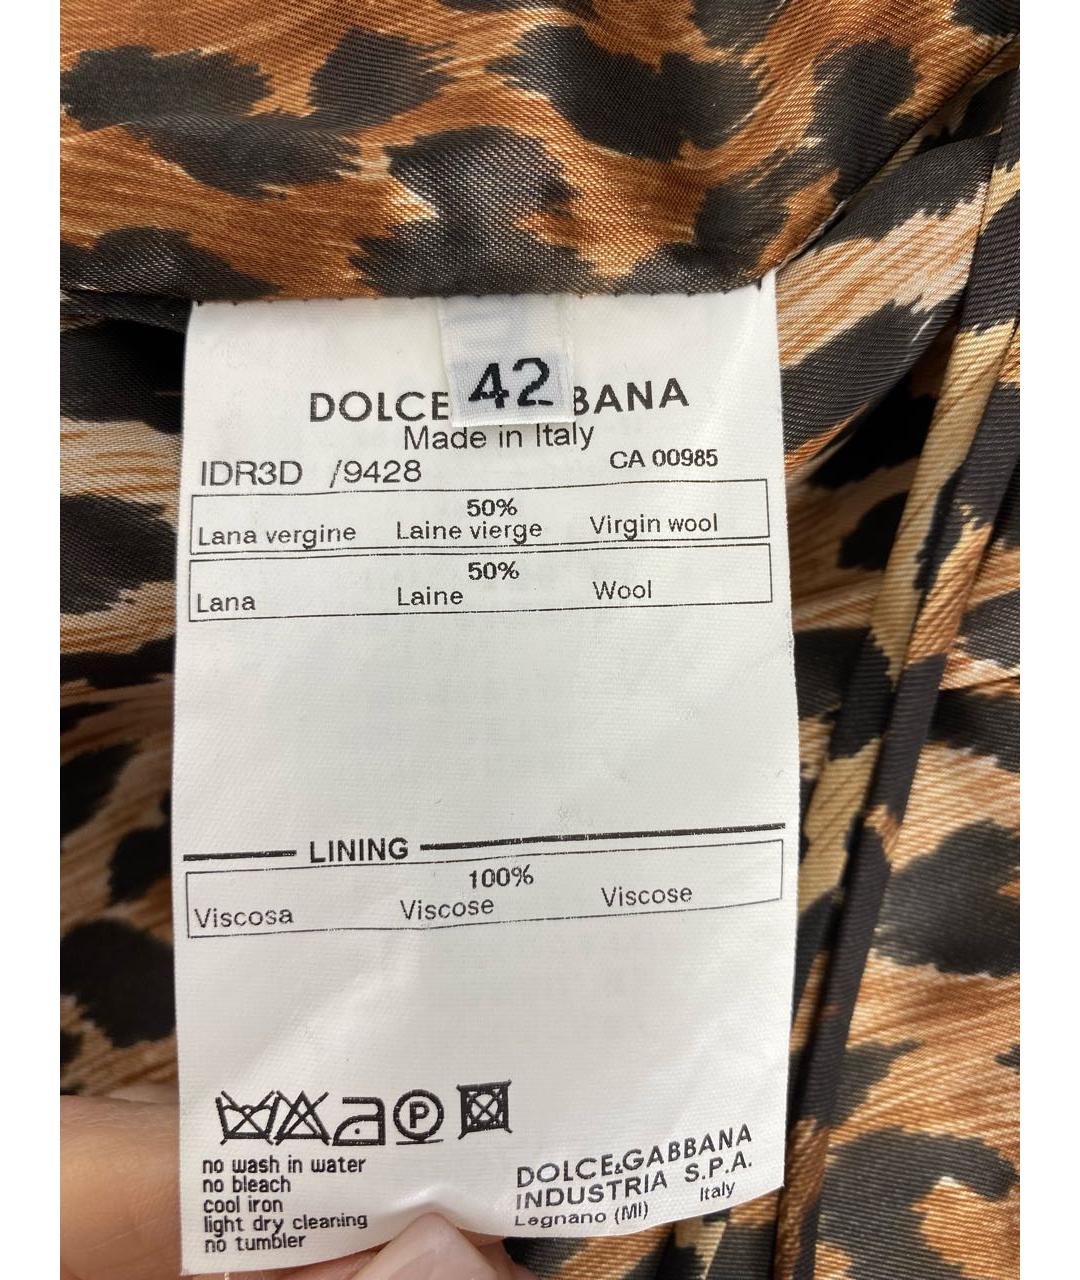 42
DOLCE BANA
Made in Italy
IDR3D /9428 CA 00985
50%
Lana vergine Laine vierge Virgin wool
50%
Lana Laine Wool
LINING
100%
Viscosa Viscose Viscose
P
no wash in water
no bleach
cool iron
light dry cleaning
no tumbler
DOLCE&GABBANA
INDUSTRIA S.P.A.
Legnano (MI) Italy